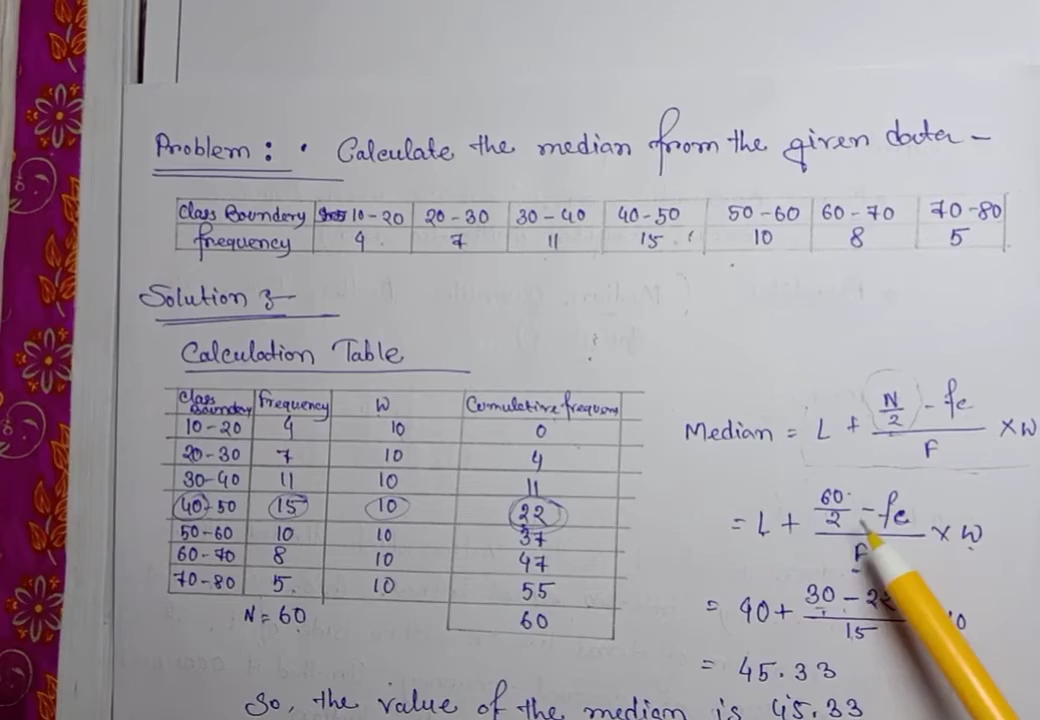 Problem : • Calculate the median from the given data -
Class Boundery 10-20 20-30 30-40 40-50 50-60 60-70 70-80
frequency 4 7 11 15 10 8 5
Solution :-
Calculation Table
Class Boundery frequency W Cumulative frequency
10-20 4 10 0
20-30 7 10 4
30-40 11 10 11
40-50 15 10 22
50-60 10 10 37
60-70 8 10 47
70-80 5 10 55
N = 60 60
Median = L + (N/2 - fc)/F × W
= L + (60/2 - fc)/F × W
= 40 + (30 - 22)/15
= 45.33
So, the value of the median is 45.33